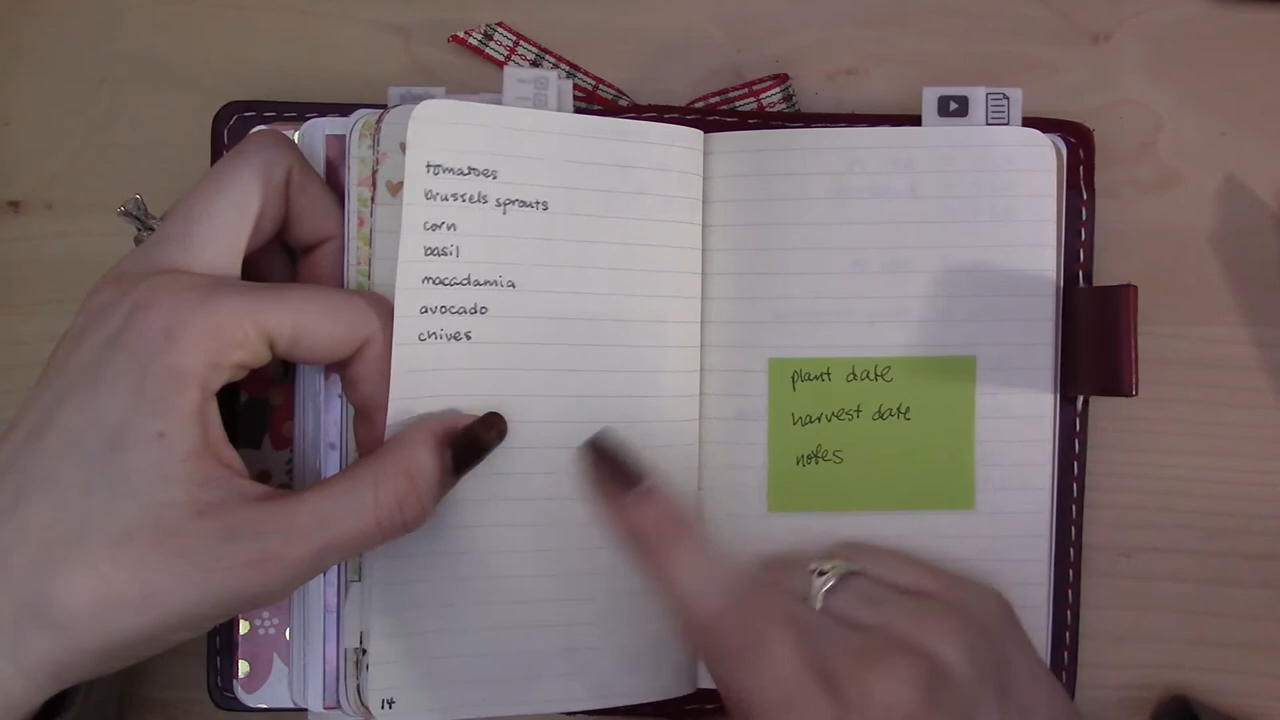 tomatoes
brussels sprouts
corn
basil
macadamia
avocado
chives
14
plant date
harvest date
notes